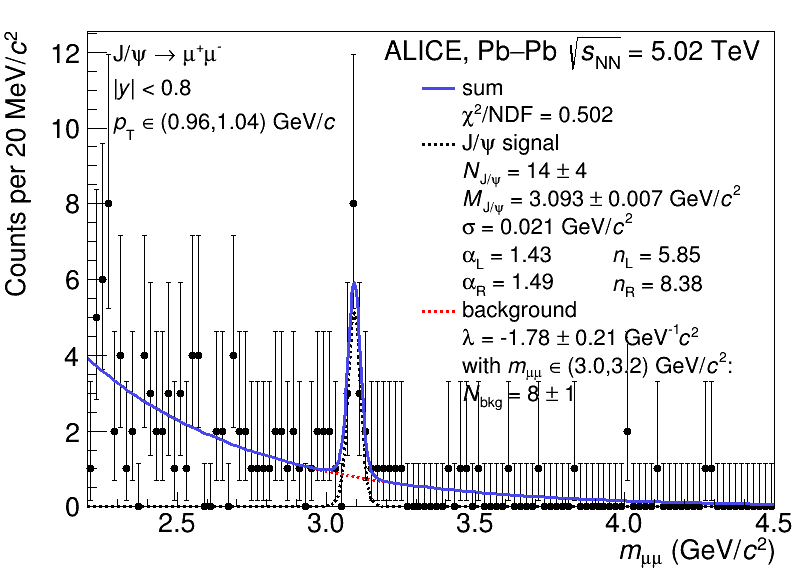 ALICE, Pb–Pb √s_NN = 5.02 TeV
J/ψ → μ⁺μ⁻
|y| < 0.8
p_T ∈ (0.96,1.04) GeV/c
sum
χ²/NDF = 0.502
J/ψ signal
N_J/ψ = 14 ± 4
M_J/ψ = 3.093 ± 0.007 GeV/c²
σ = 0.021 GeV/c²
α_L = 1.43 n_L = 5.85
α_R = 1.49 n_R = 8.38
background
λ = -1.78 ± 0.21 GeV⁻¹c²
with m_μμ ∈ (3.0,3.2) GeV/c²:
N_bkg = 8 ± 1
Counts per 20 MeV/c²
12
10
8
6
4
2
0
2.5 3.0 3.5 4.0 4.5
m_μμ (GeV/c²)